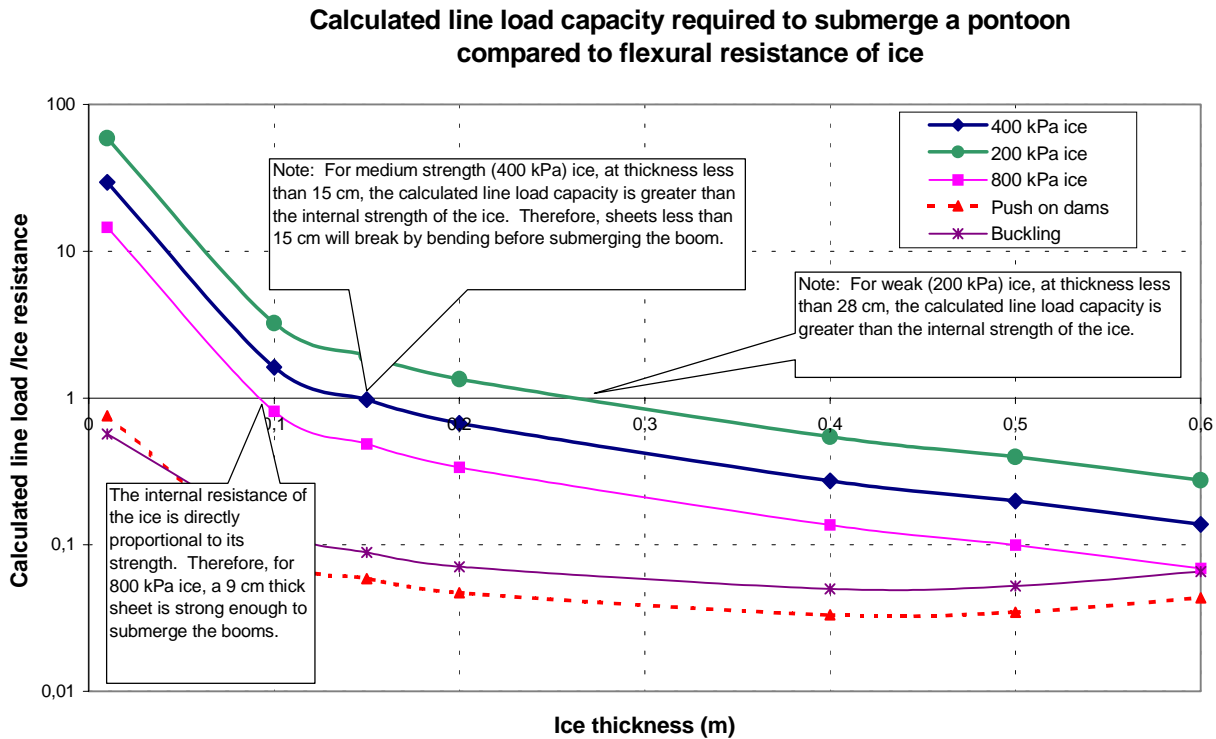 Calculated line load capacity required to submerge a pontoon
compared to flexural resistance of ice
Calculated line load /Ice resistance
100
10
1
0,1
0,01
400 kPa ice
200 kPa ice
800 kPa ice
Push on dams
Buckling
Note: For medium strength (400 kPa) ice, at thickness less
than 15 cm, the calculated line load capacity is greater than
the internal strength of the ice. Therefore, sheets less than
15 cm will break by bending before submerging the boom.
Note: For weak (200 kPa) ice, at thickness less
than 28 cm, the calculated line load capacity is
greater than the internal strength of the ice.
0
0,1
0,2
0,3
0,4
0,5
0,6
The internal resistance of
the ice is directly
proportional to its
strength. Therefore, for
800 kPa ice, a 9 cm thick
sheet is strong enough to
submerge the booms.
Ice thickness (m)